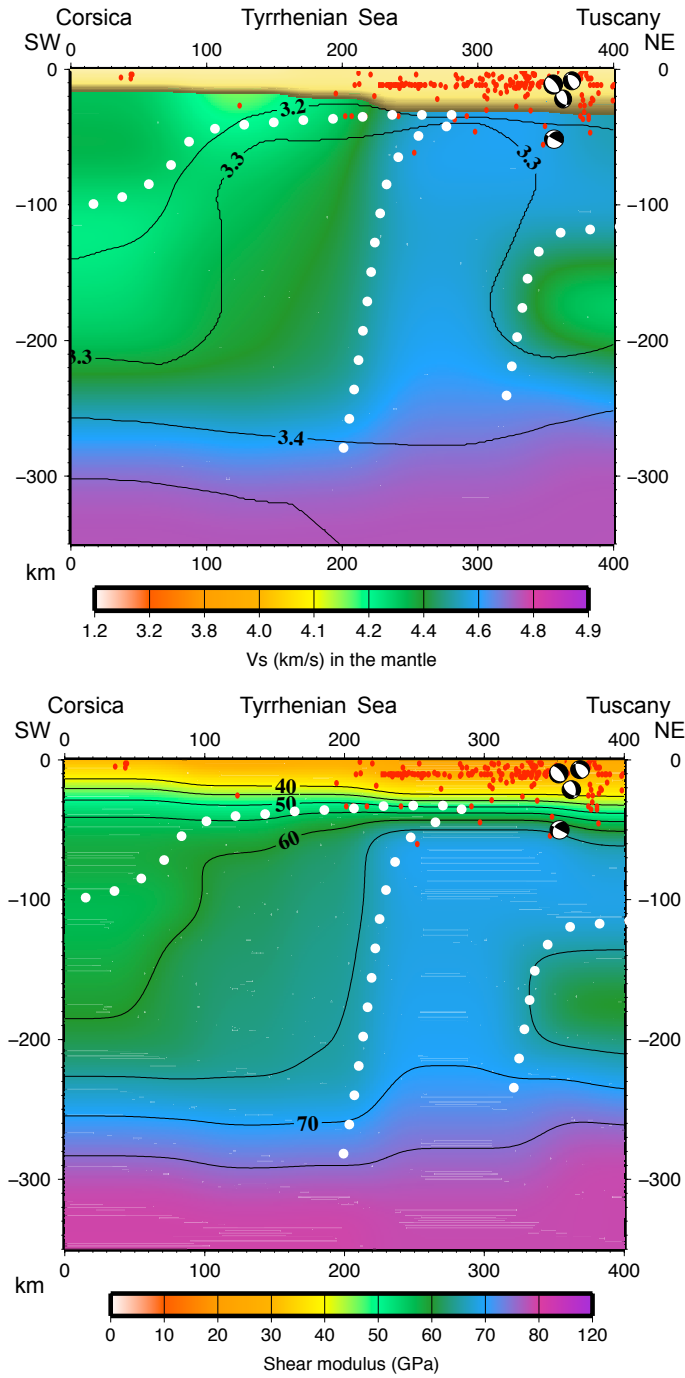 Corsica Tyrrhenian Sea Tuscany
SW 0 100 200 300 400 NE
0 0
3.2
3.3 3.3
−100 −100
−200 −200
3.3
3.4
−300 −300
km 0 100 200 300 400
1.2 3.2 3.8 4.0 4.1 4.2 4.4 4.6 4.8 4.9
Vs (km/s) in the mantle
Corsica Tyrrhenian Sea Tuscany
SW 0 100 200 300 400 NE
0 0
40
50
60
−100 −100
−200 −200
70
−300 −300
km 0 100 200 300 400
0 10 20 30 40 50 60 70 80 120
Shear modulus (GPa)